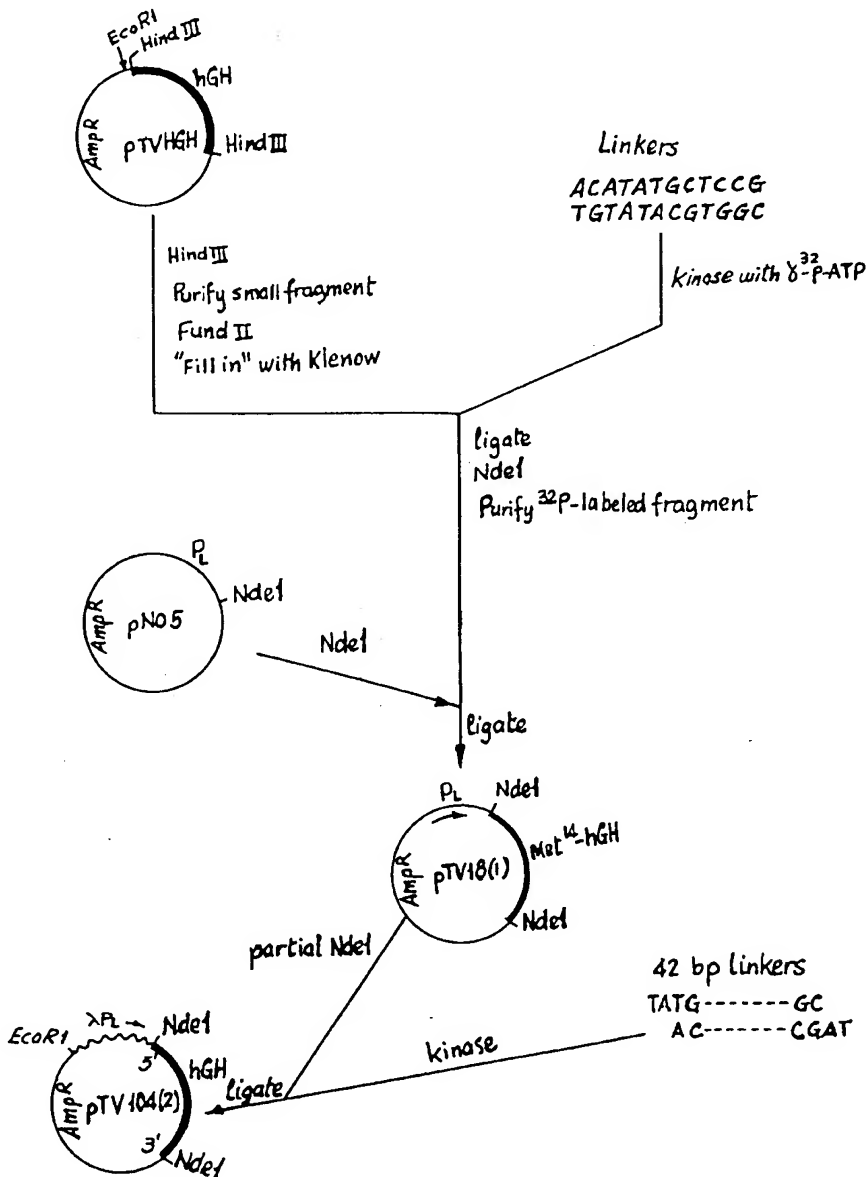 EcoR1
Hind III
hGH
AmpR
pTVHGH
Hind III
Linkers
ACATATGCTCCG
TGTATACGTGGC
Hind III
Purify small fragment
Fund II
"Fill in" with Klenow
kinase with γ-³²P-ATP
ligate
Nde1
Purify ³²P-labeled fragment
PL
Nde1
AmpR
pNO5
Nde1
ligate
PL
Nde1
Met¹⁴-hGH
AmpR
pTV18(1)
Nde1
partial Nde1
42 bp linkers
TATG-------GC
AC-------CGAT
kinase
λPL
EcoR1
Nde1
5'
hGH
AmpR
pTV104(2)
3'
Nde1
ligate